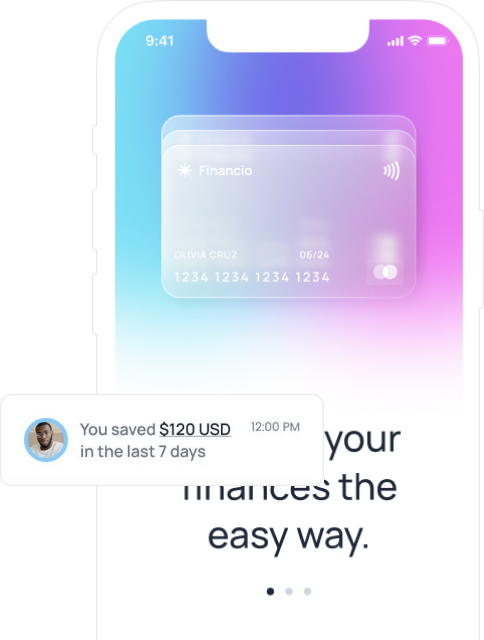 9:41
Financio
OLIVIA CRUZ 06/24
1234 1234 1234 1234
You saved $120 USD 12:00 PM
in the last 7 days
your
finances the
easy way.